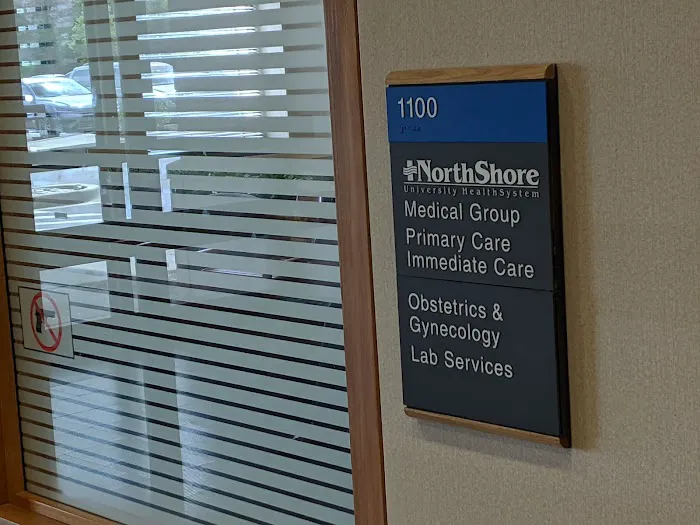 1100
NorthShore
University HealthSystem
Medical Group
Primary Care
Immediate Care
Obstetrics &
Gynecology
Lab Services